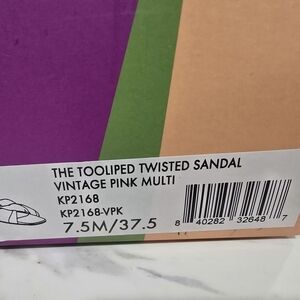 THE TOOLIPED TWISTED SANDAL
VINTAGE PINK MULTI
KP2168
KP2168-VPK
7.5M/37.5
8 40282 32648 7